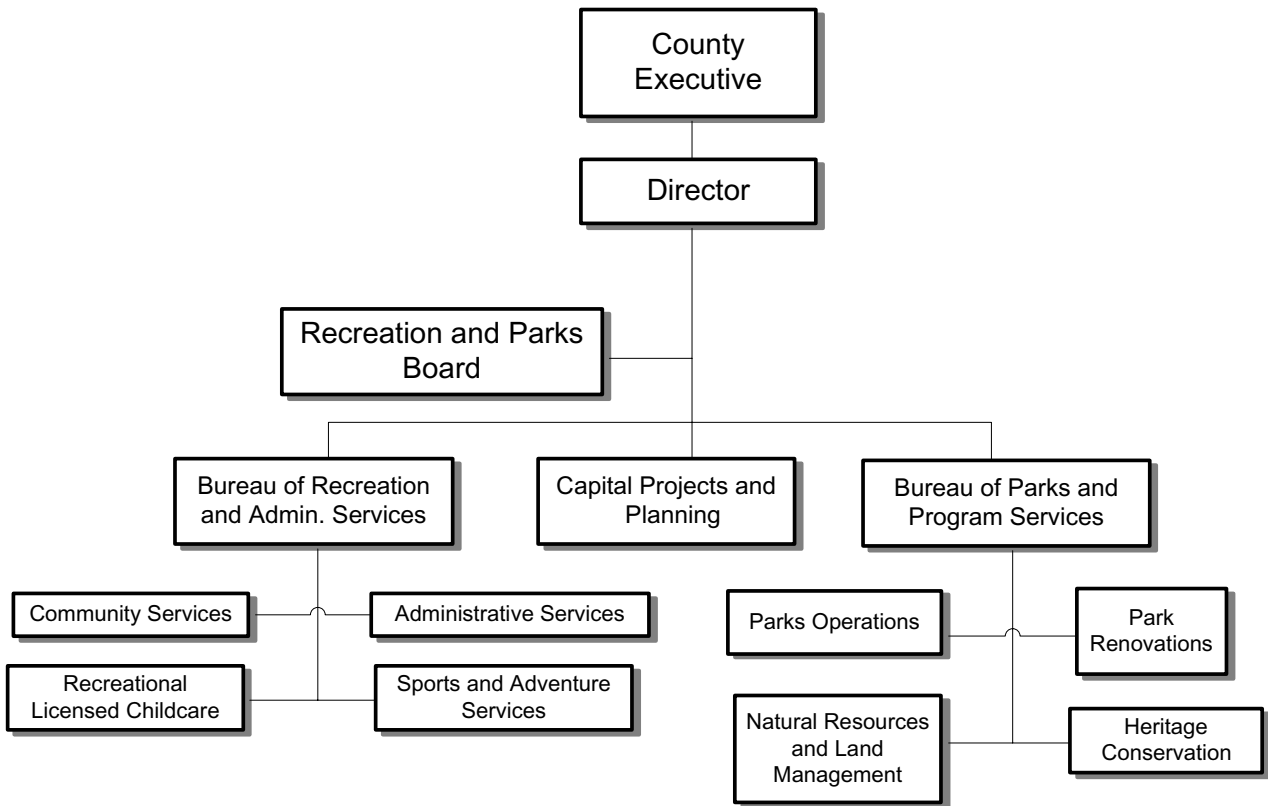 County
Executive
Director
Recreation and Parks
Board
Bureau of Recreation
and Admin. Services
Capital Projects and
Planning
Bureau of Parks and
Program Services
Community Services
Administrative Services
Recreational
Licensed Childcare
Sports and Adventure
Services
Parks Operations
Park
Renovations
Natural Resources
and Land
Management
Heritage
Conservation